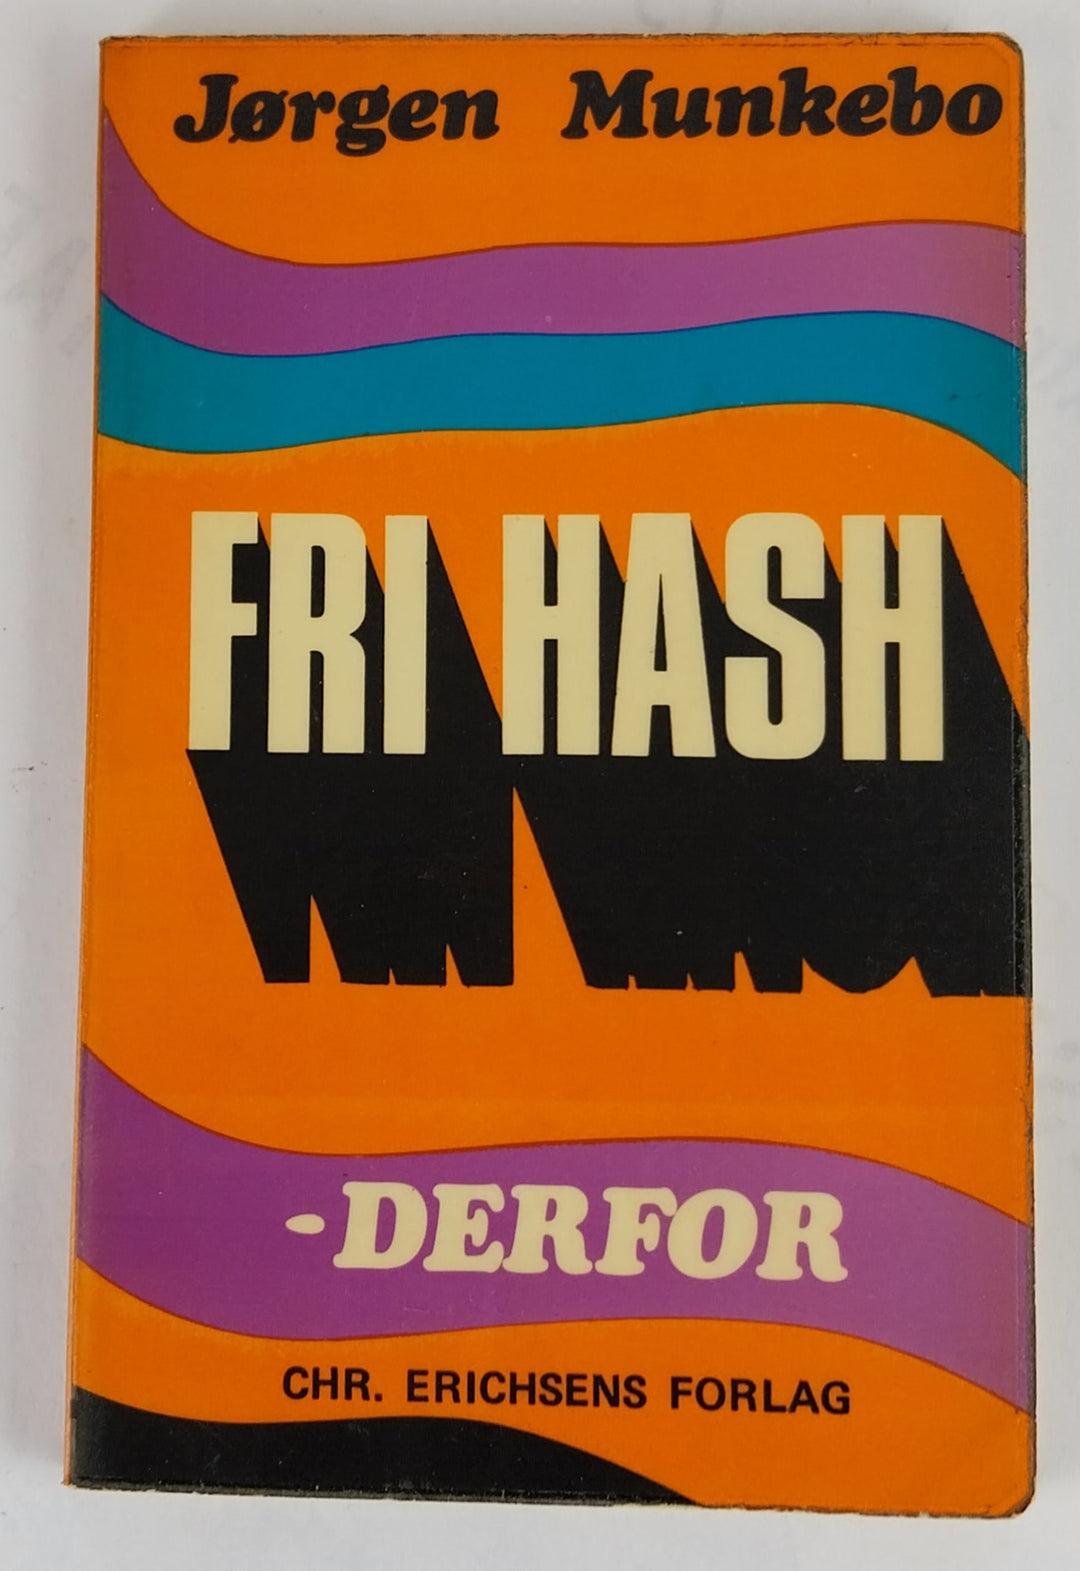 Jørgen Munkebo
FRI HASH
-DERFOR
CHR. ERICHSENS FORLAG